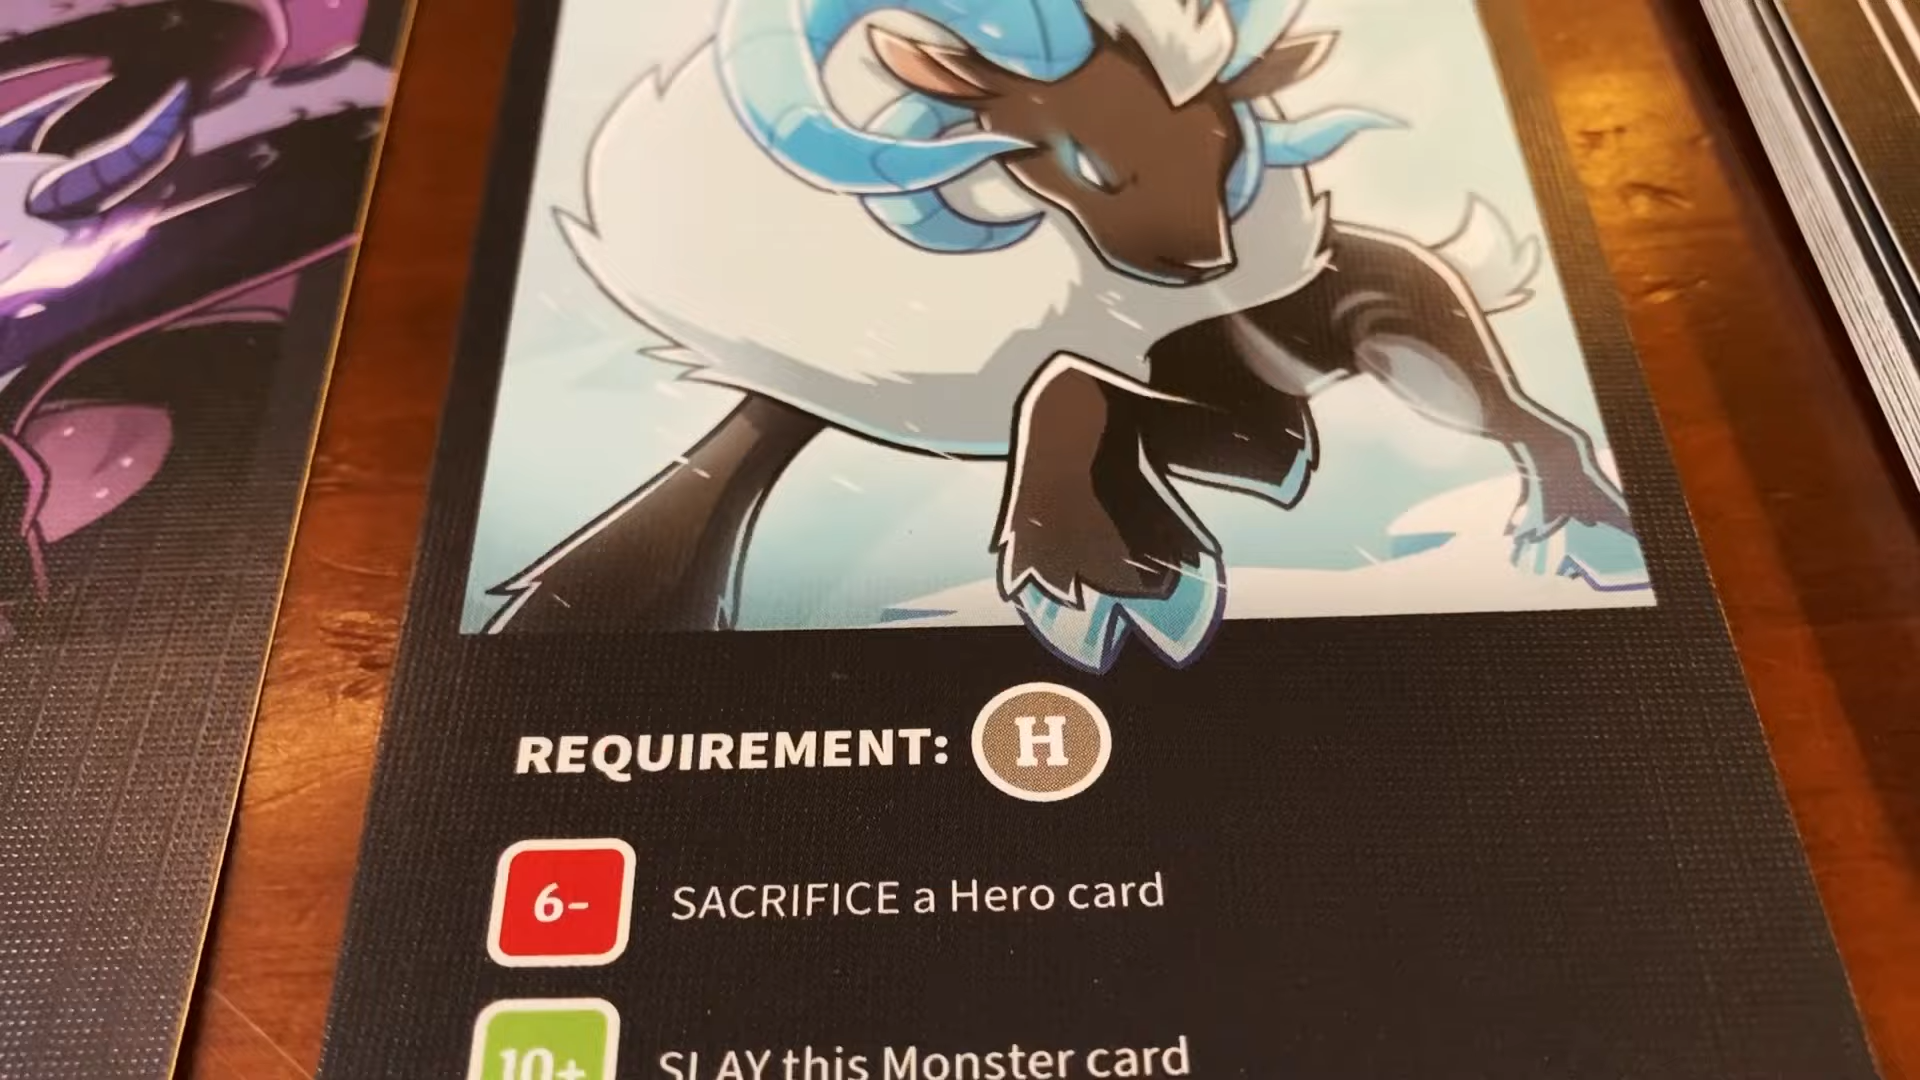 REQUIREMENT: H
6- SACRIFICE a Hero card
10+ SLAY this Monster card